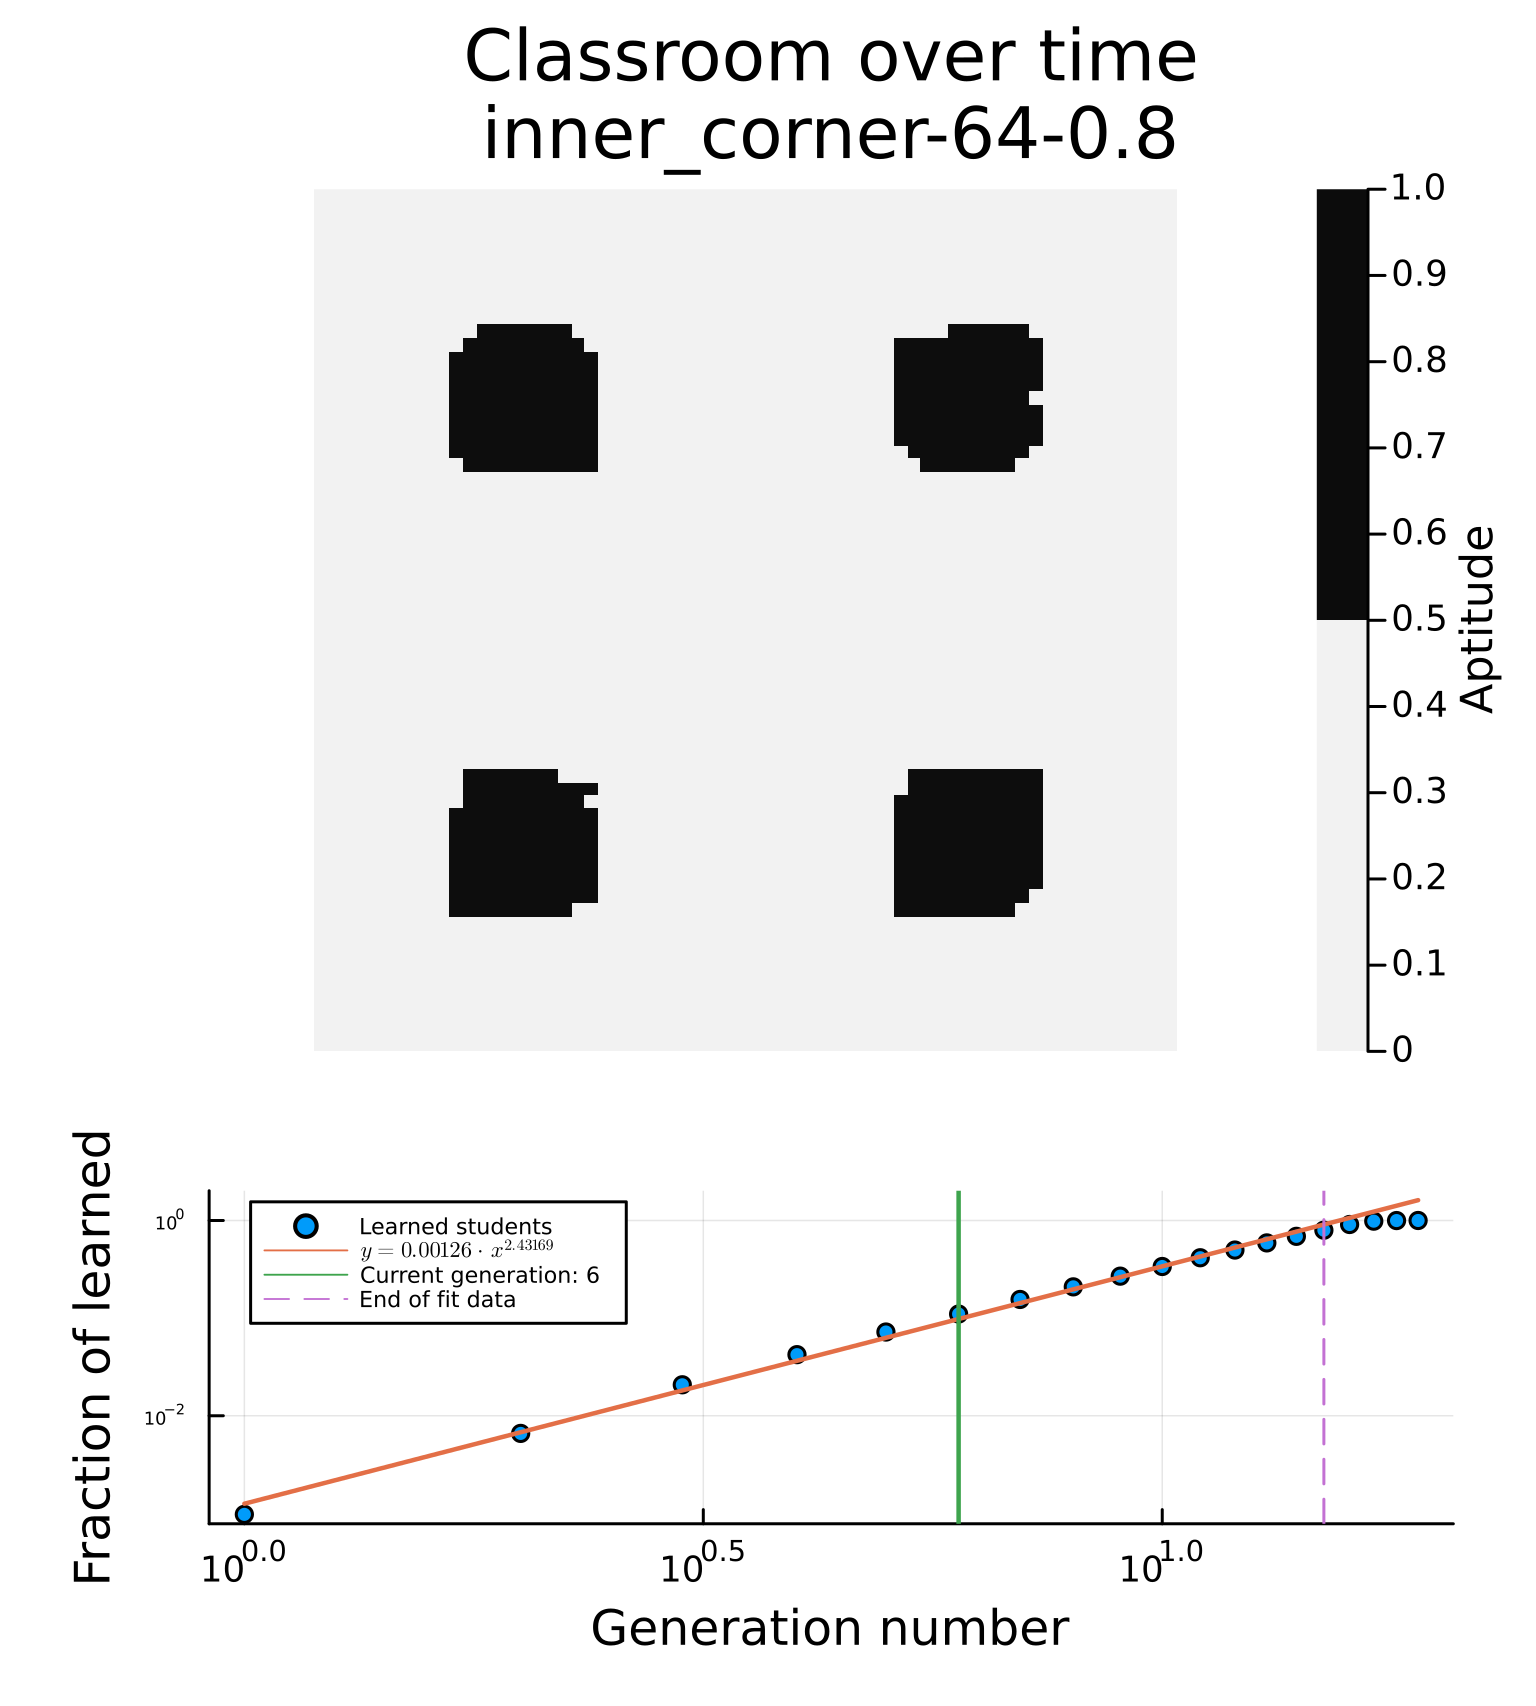 Classroom over time
inner_corner-64-0.8
1.0
0.9
0.8
0.7
0.6
0.5
0.4
0.3
0.2
0.1
0
Aptitude
Fraction of learned
10^0
10^−2
Learned students
y = 0.00126 · x^2.43169
Current generation: 6
End of fit data
10^0.0
10^0.5
10^1.0
Generation number